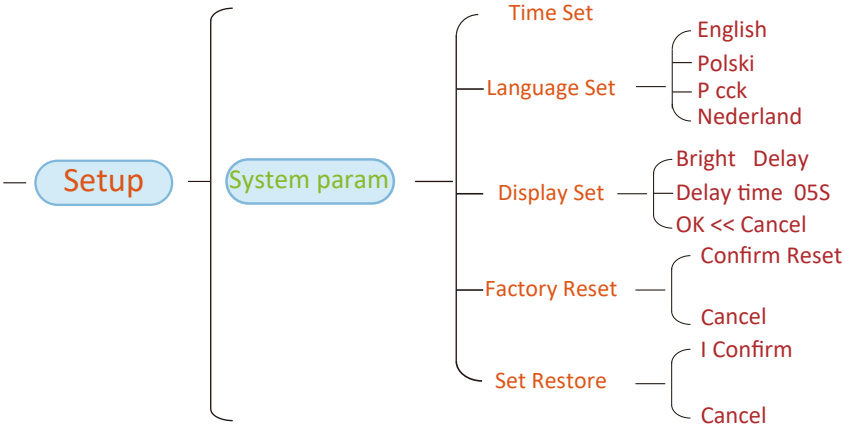 Setup
System param
Time Set
Language Set
English
Polski
P cck
Nederland
Display Set
Bright Delay
Delay time 05S
OK << Cancel
Factory Reset
Confirm Reset
Cancel
Set Restore
I Confirm
Cancel